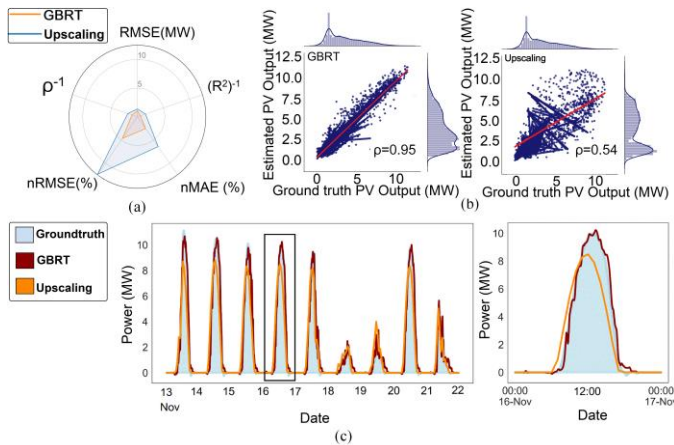 GBRT
Upscaling
RMSE(MW)
10
5
(R²)⁻¹
ρ⁻¹
nRMSE(%)
nMAE (%)
(a)
Estimated PV Output (MW)
12.5
10.0
7.5
5.0
2.5
0.0
GBRT
ρ=0.95
0
5
10
Ground truth PV Output (MW)
Estimated PV Output (MW)
12.5
10.0
7.5
5.0
2.5
0.0
Upscaling
ρ=0.54
0
5
10
Ground truth PV Output (MW)
(b)
Groundtruth
GBRT
Upscaling
Power (MW)
10
8
6
4
2
0
13 14 15 16 17 18 19 20 21 22
Nov
Date
Power (MW)
10
8
6
4
2
0
00:00 12:00 00:00
16-Nov 17-Nov
Date
(c)